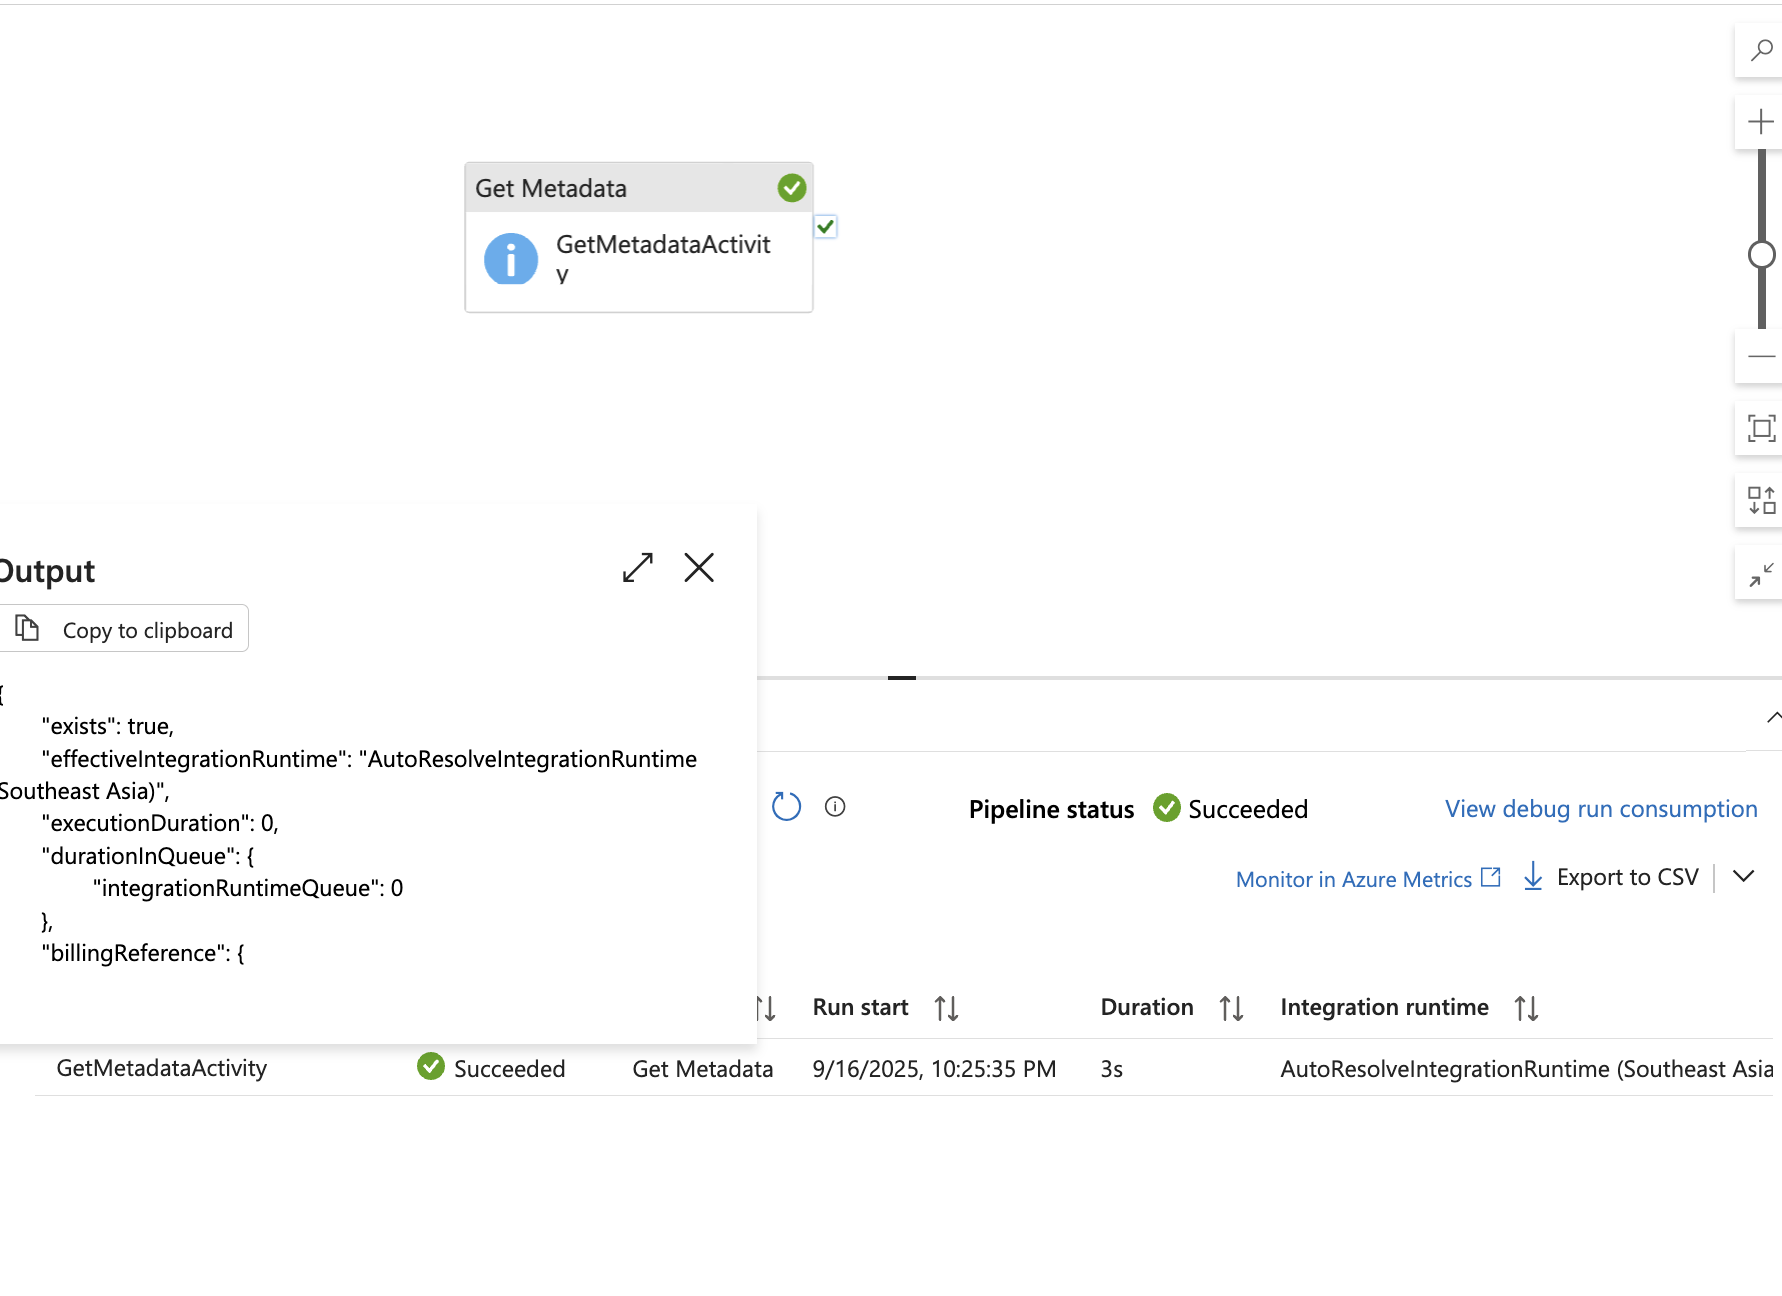 Get Metadata
GetMetadataActivit
y
Output
Copy to clipboard
{
"exists": true,
"effectiveIntegrationRuntime": "AutoResolveIntegrationRuntime
Southeast Asia)",
"executionDuration": 0,
"durationInQueue": {
"integrationRuntimeQueue": 0
},
"billingReference": {
Pipeline status Succeeded View debug run consumption
Monitor in Azure Metrics Export to CSV
Run start Duration Integration runtime
GetMetadataActivity Succeeded Get Metadata 9/16/2025, 10:25:35 PM 3s AutoResolveIntegrationRuntime (Southeast Asia